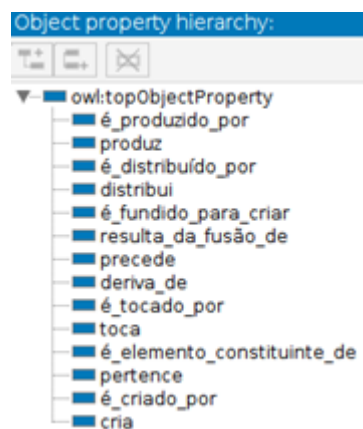 Object property hierarchy:
owl:topObjectProperty
é_produzido_por
produz
é_distribuído_por
distribui
é_fundido_para_criar
resulta_da_fusão_de
precede
deriva_de
é_tocado_por
toca
é_elemento_constituinte_de
pertence
é_criado_por
cria